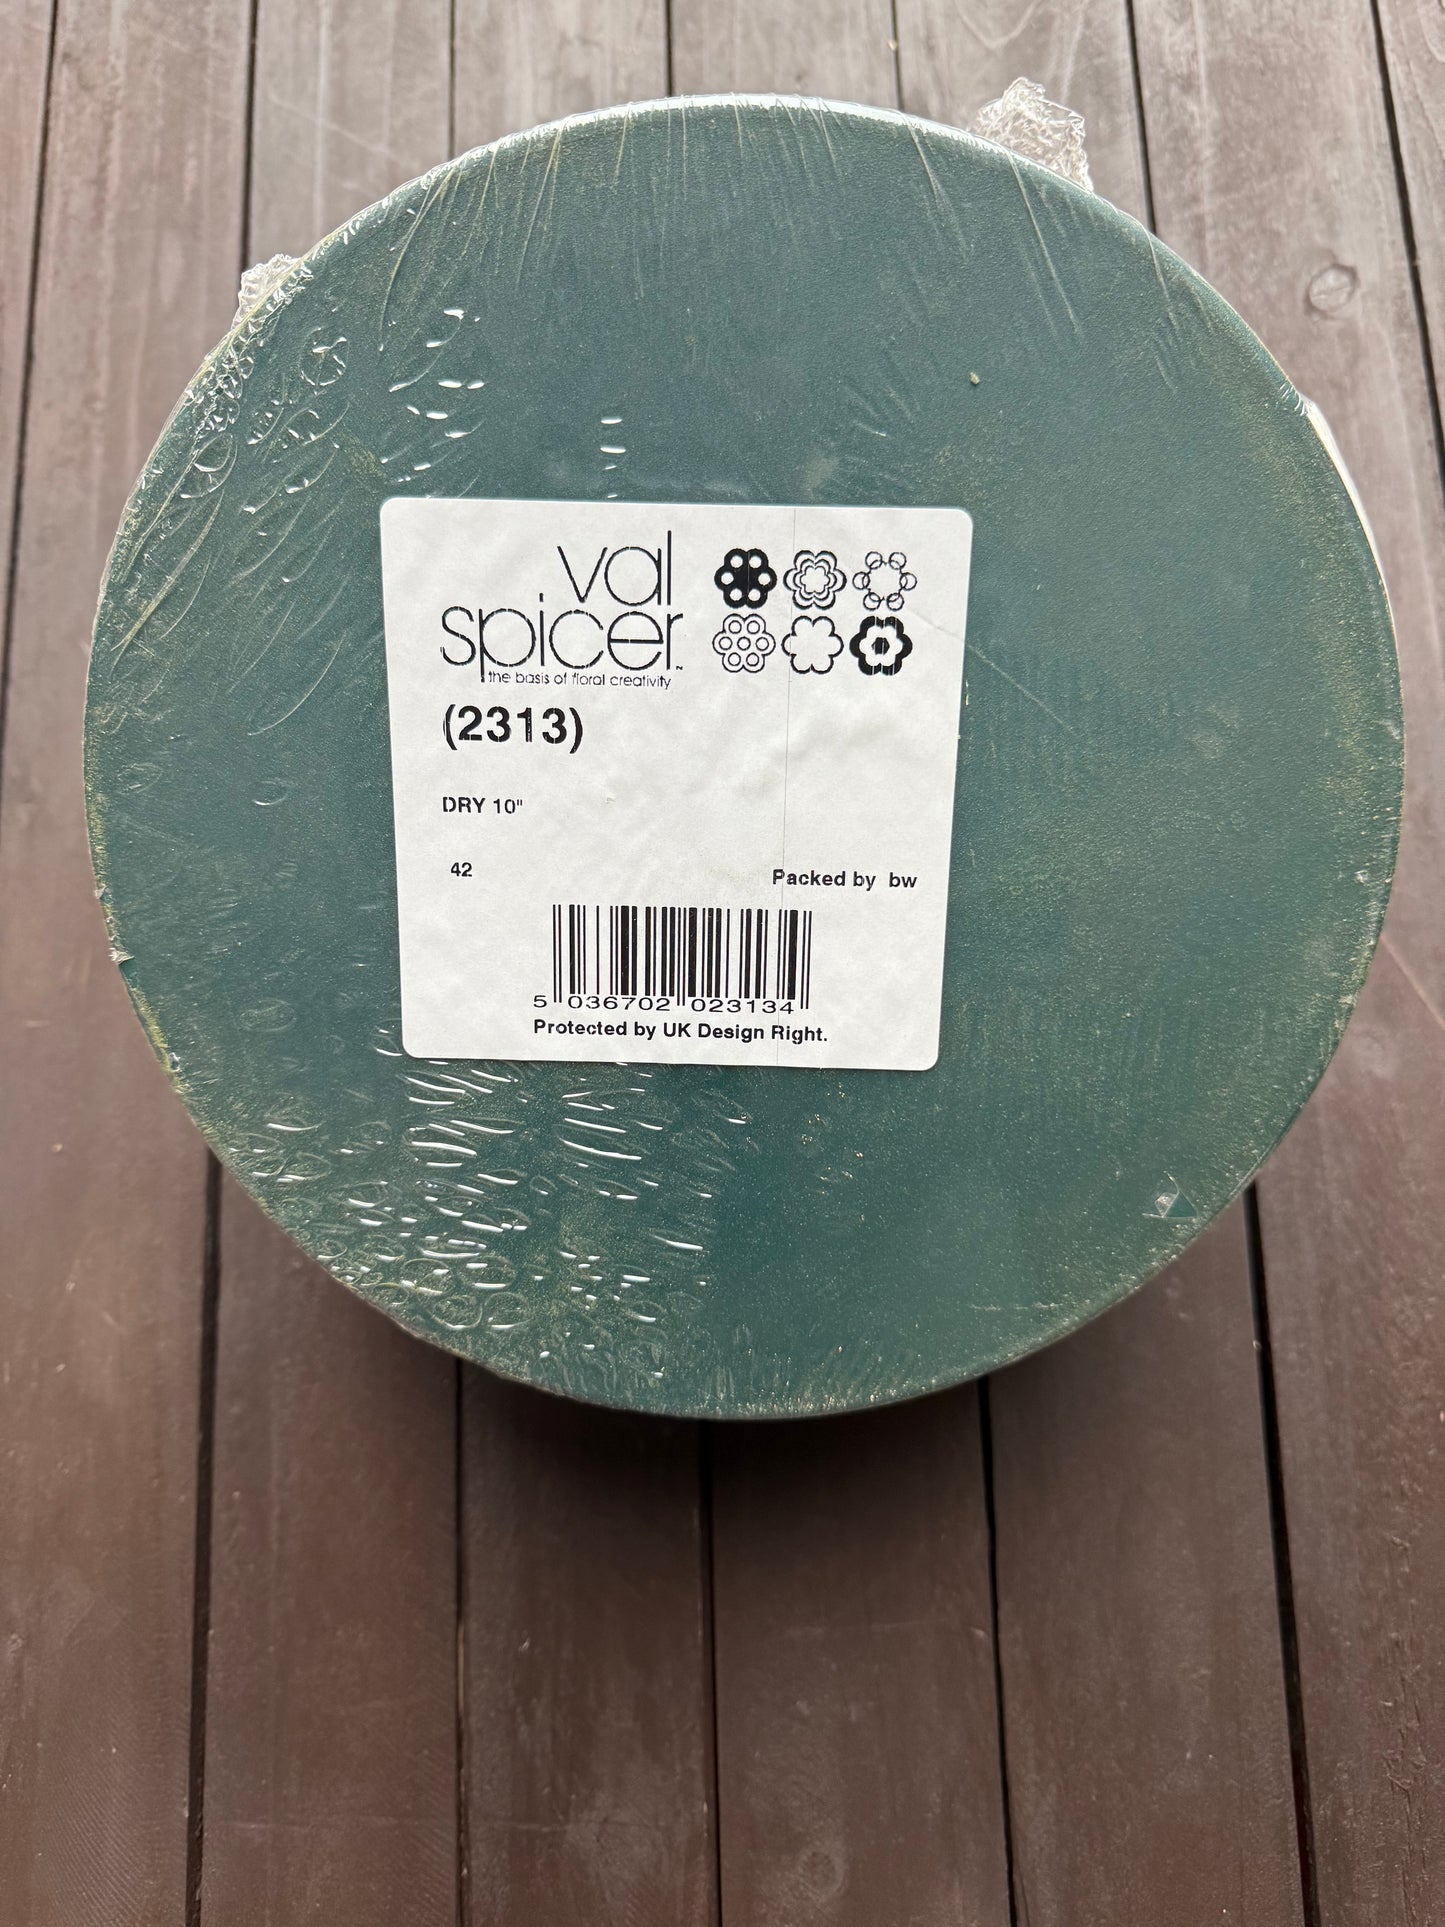 val
spicer™
the basis of floral creativity
(2313)
DRY 10"
42
Packed by bw
5 036702 023134
Protected by UK Design Right.